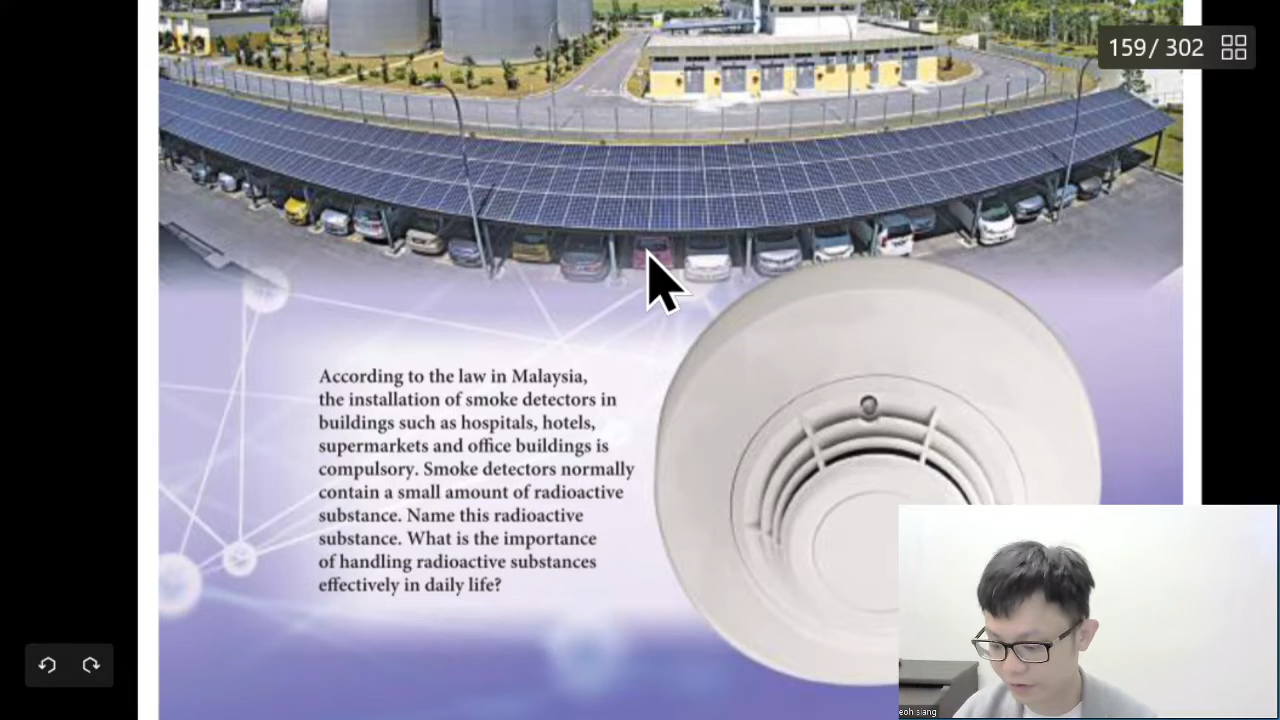 159/ 302
According to the law in Malaysia,
the installation of smoke detectors in
buildings such as hospitals, hotels,
supermarkets and office buildings is
compulsory. Smoke detectors normally
contain a small amount of radioactive
substance. Name this radioactive
substance. What is the importance
of handling radioactive substances
effectively in daily life?
eoh siang